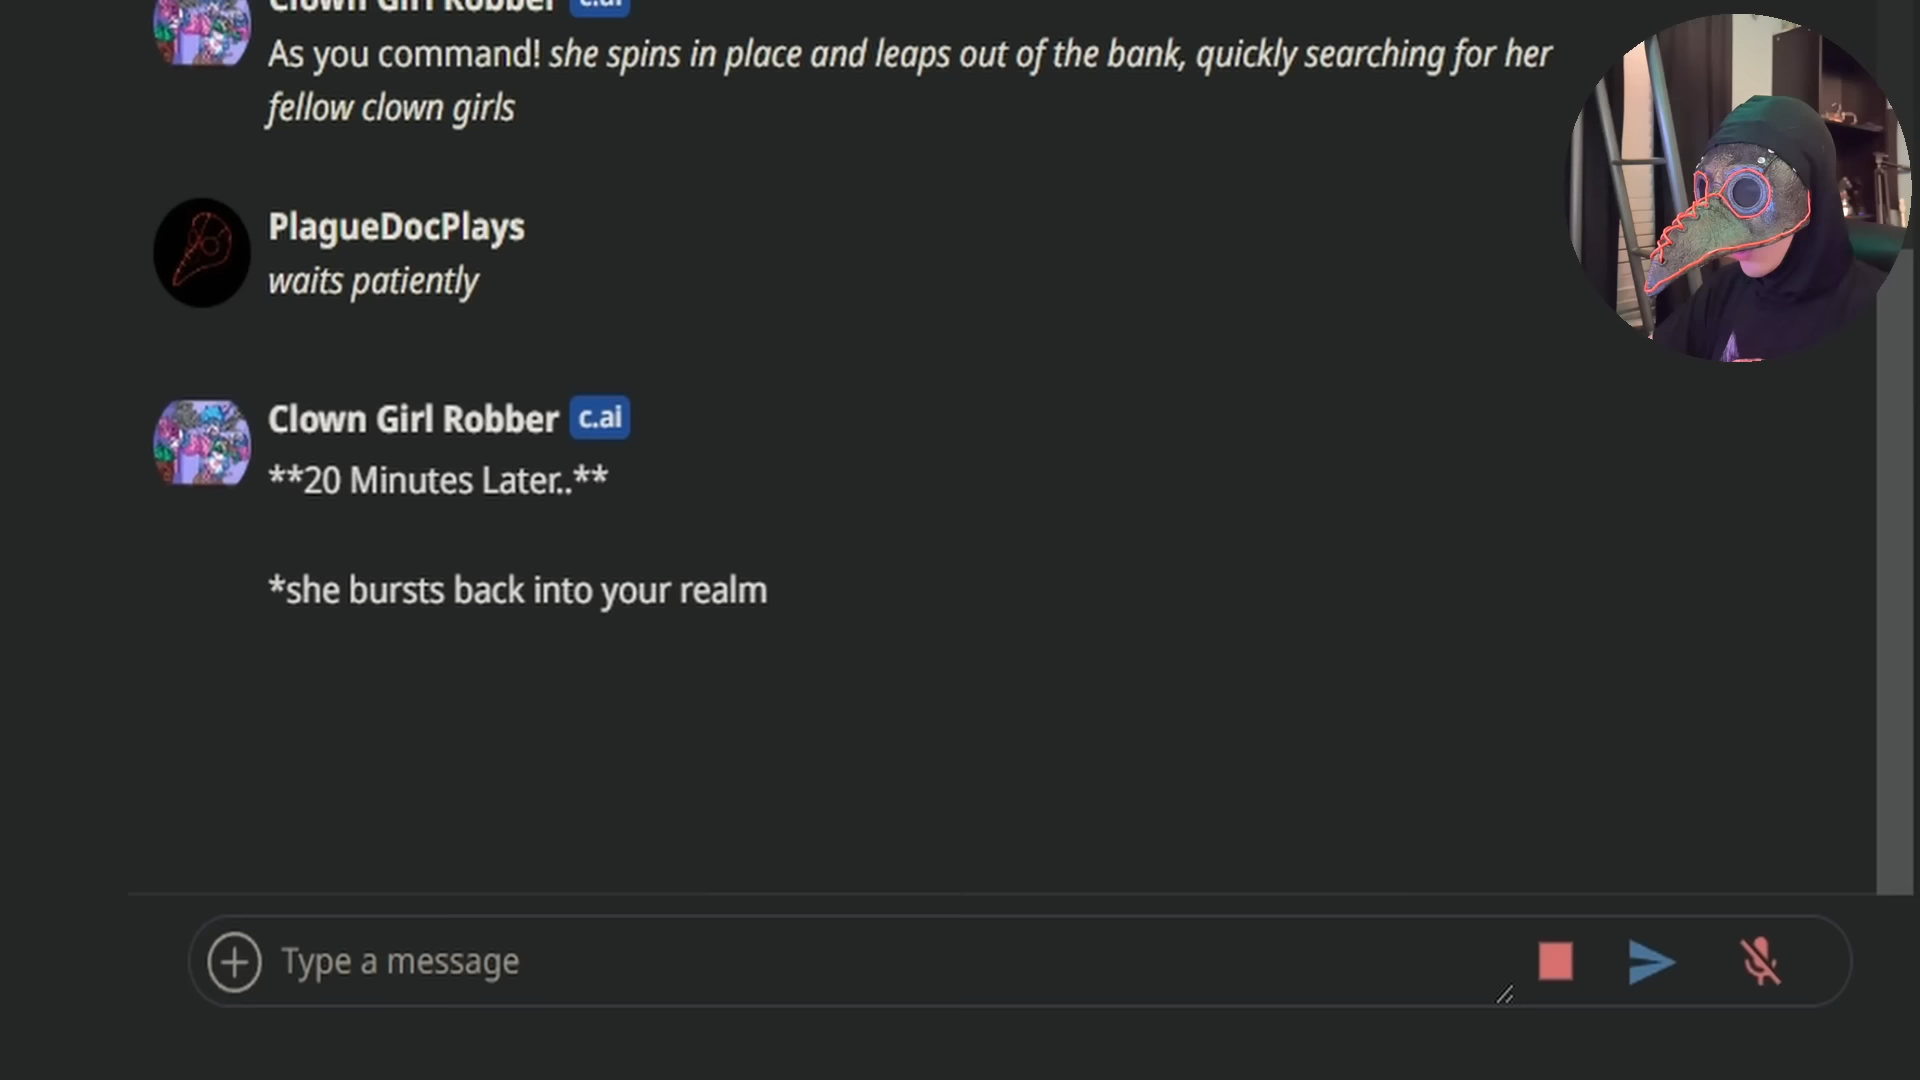 Clown Girl Robber c.ai
As you command! she spins in place and leaps out of the bank, quickly searching for her
fellow clown girls
PlagueDocPlays
waits patiently
Clown Girl Robber c.ai
**20 Minutes Later..**
*she bursts back into your realm
Type a message